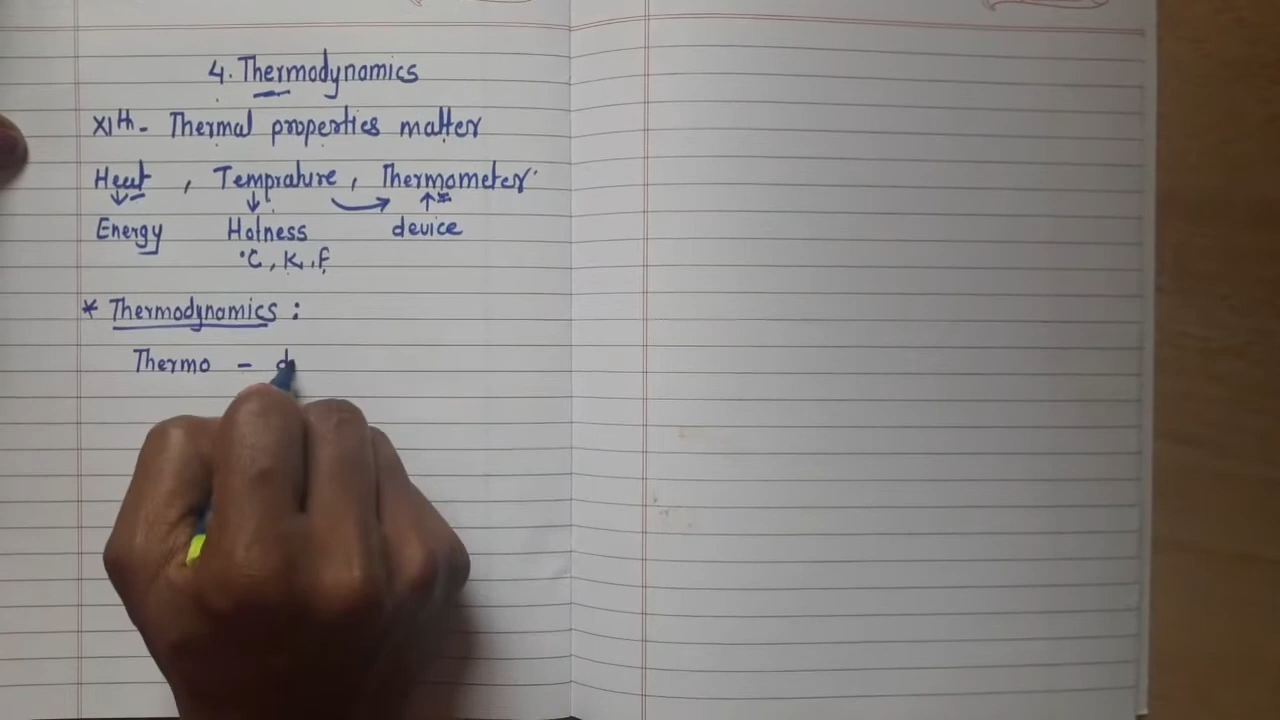 4. Thermodynamics
XIth - Thermal properties matter
Heat , Temprature , Thermometer
Energy Hotness device
°C, K, F
* Thermodynamics :
Thermo - d